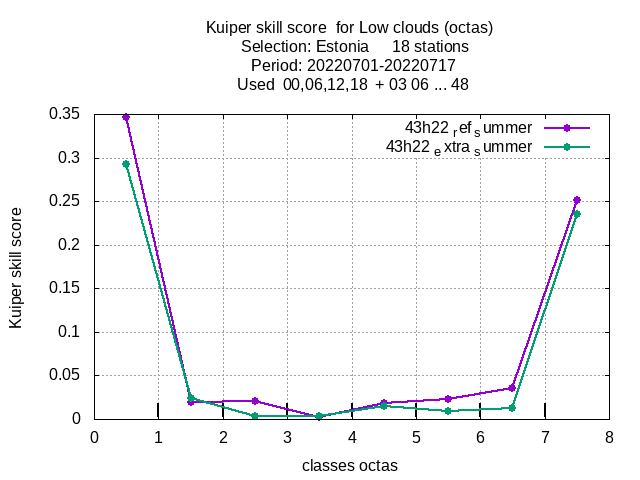 Kuiper skill score  for Low clouds (octas)
Selection: Estonia     18 stations
Period: 20220701-20220717
Used  00,06,12,18  + 03 06 ... 48
43h22 ref summer
43h22 extra summer
0.35
0.3
0.25
0.2
0.15
0.1
0.05
0
Kuiper skill score
0 1 2 3 4 5 6 7 8
classes octas